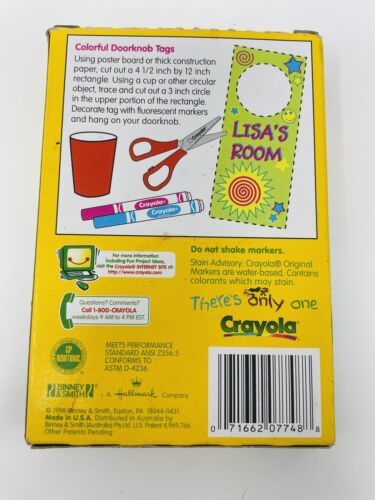 Colorful Doorknob Tags
Using poster board or thick construction
paper, cut out a 4 1/2 inch by 12 inch
rectangle. Using a cup or other circular
object, trace and cut out a 3 inch circle
in the upper portion of the rectangle.
Decorate tag with fluorescent markers
and hang on your doorknob.
LISA'S
ROOM
Crayola
Crayola
Crayola
For more information
including Fun Project Ideas,
visit the Crayola® INTERNET SITE at:
http://www.crayola.com
Questions? Comments?
Call 1-800-CRAYOLA
weekdays 9 AM to 4 PM EST.
Do not shake markers.
Stain Advisory: Crayola® Original
Markers are water-based. Contains
colorants which may stain.
There's only one
Crayola®
CP
NONTOXIC
MEETS PERFORMANCE
STANDARD ANSI Z356.5
CONFORMS TO
ASTM D-4236
BINNEY
& SMITH
A Hallmark Company
© 1998 Binney & Smith, Easton, PA 18044-0431
Made in U.S.A. Distributed in Australia by
Binney & Smith (Australia) Pty Ltd. U.S. Patent 4,969,766.
Other Patents Pending
0 71662 07748 8